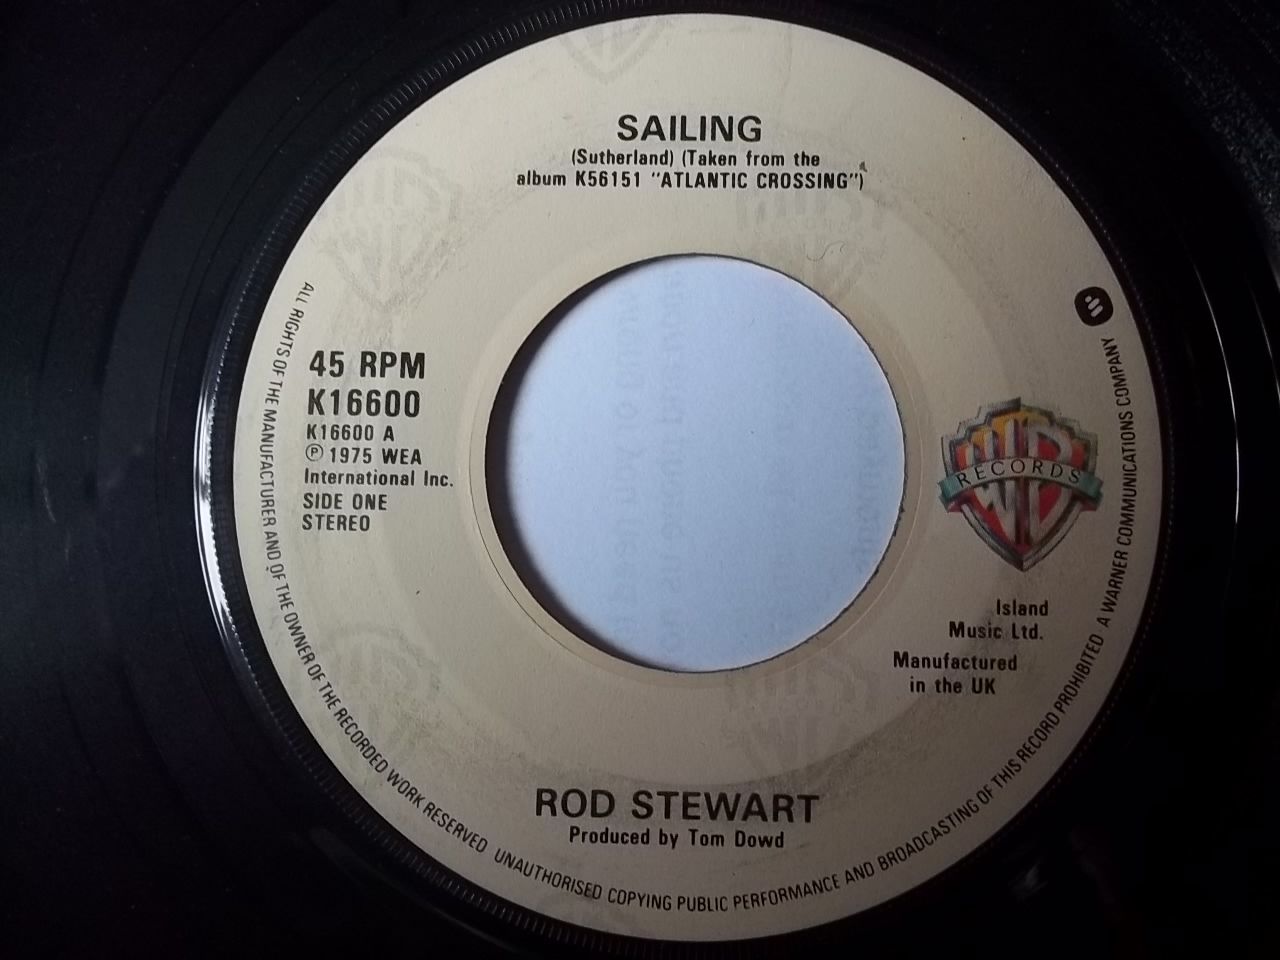 SAILING
(Sutherland) (Taken from the
album K56151 "ATLANTIC CROSSING")
45 RPM
K16600
K16600 A
℗ 1975 WEA
International Inc.
SIDE ONE
STEREO
RECORDS
Island
Music Ltd.
Manufactured
in the UK
ROD STEWART
Produced by Tom Dowd
ALL RIGHTS OF THE MANUFACTURER AND OF THE OWNER OF THE RECORDED WORK RESERVED UNAUTHORISED COPYING PUBLIC PERFORMANCE AND BROADCASTING OF THIS RECORD PROHIBITED A WARNER COMMUNICATIONS COMPANY